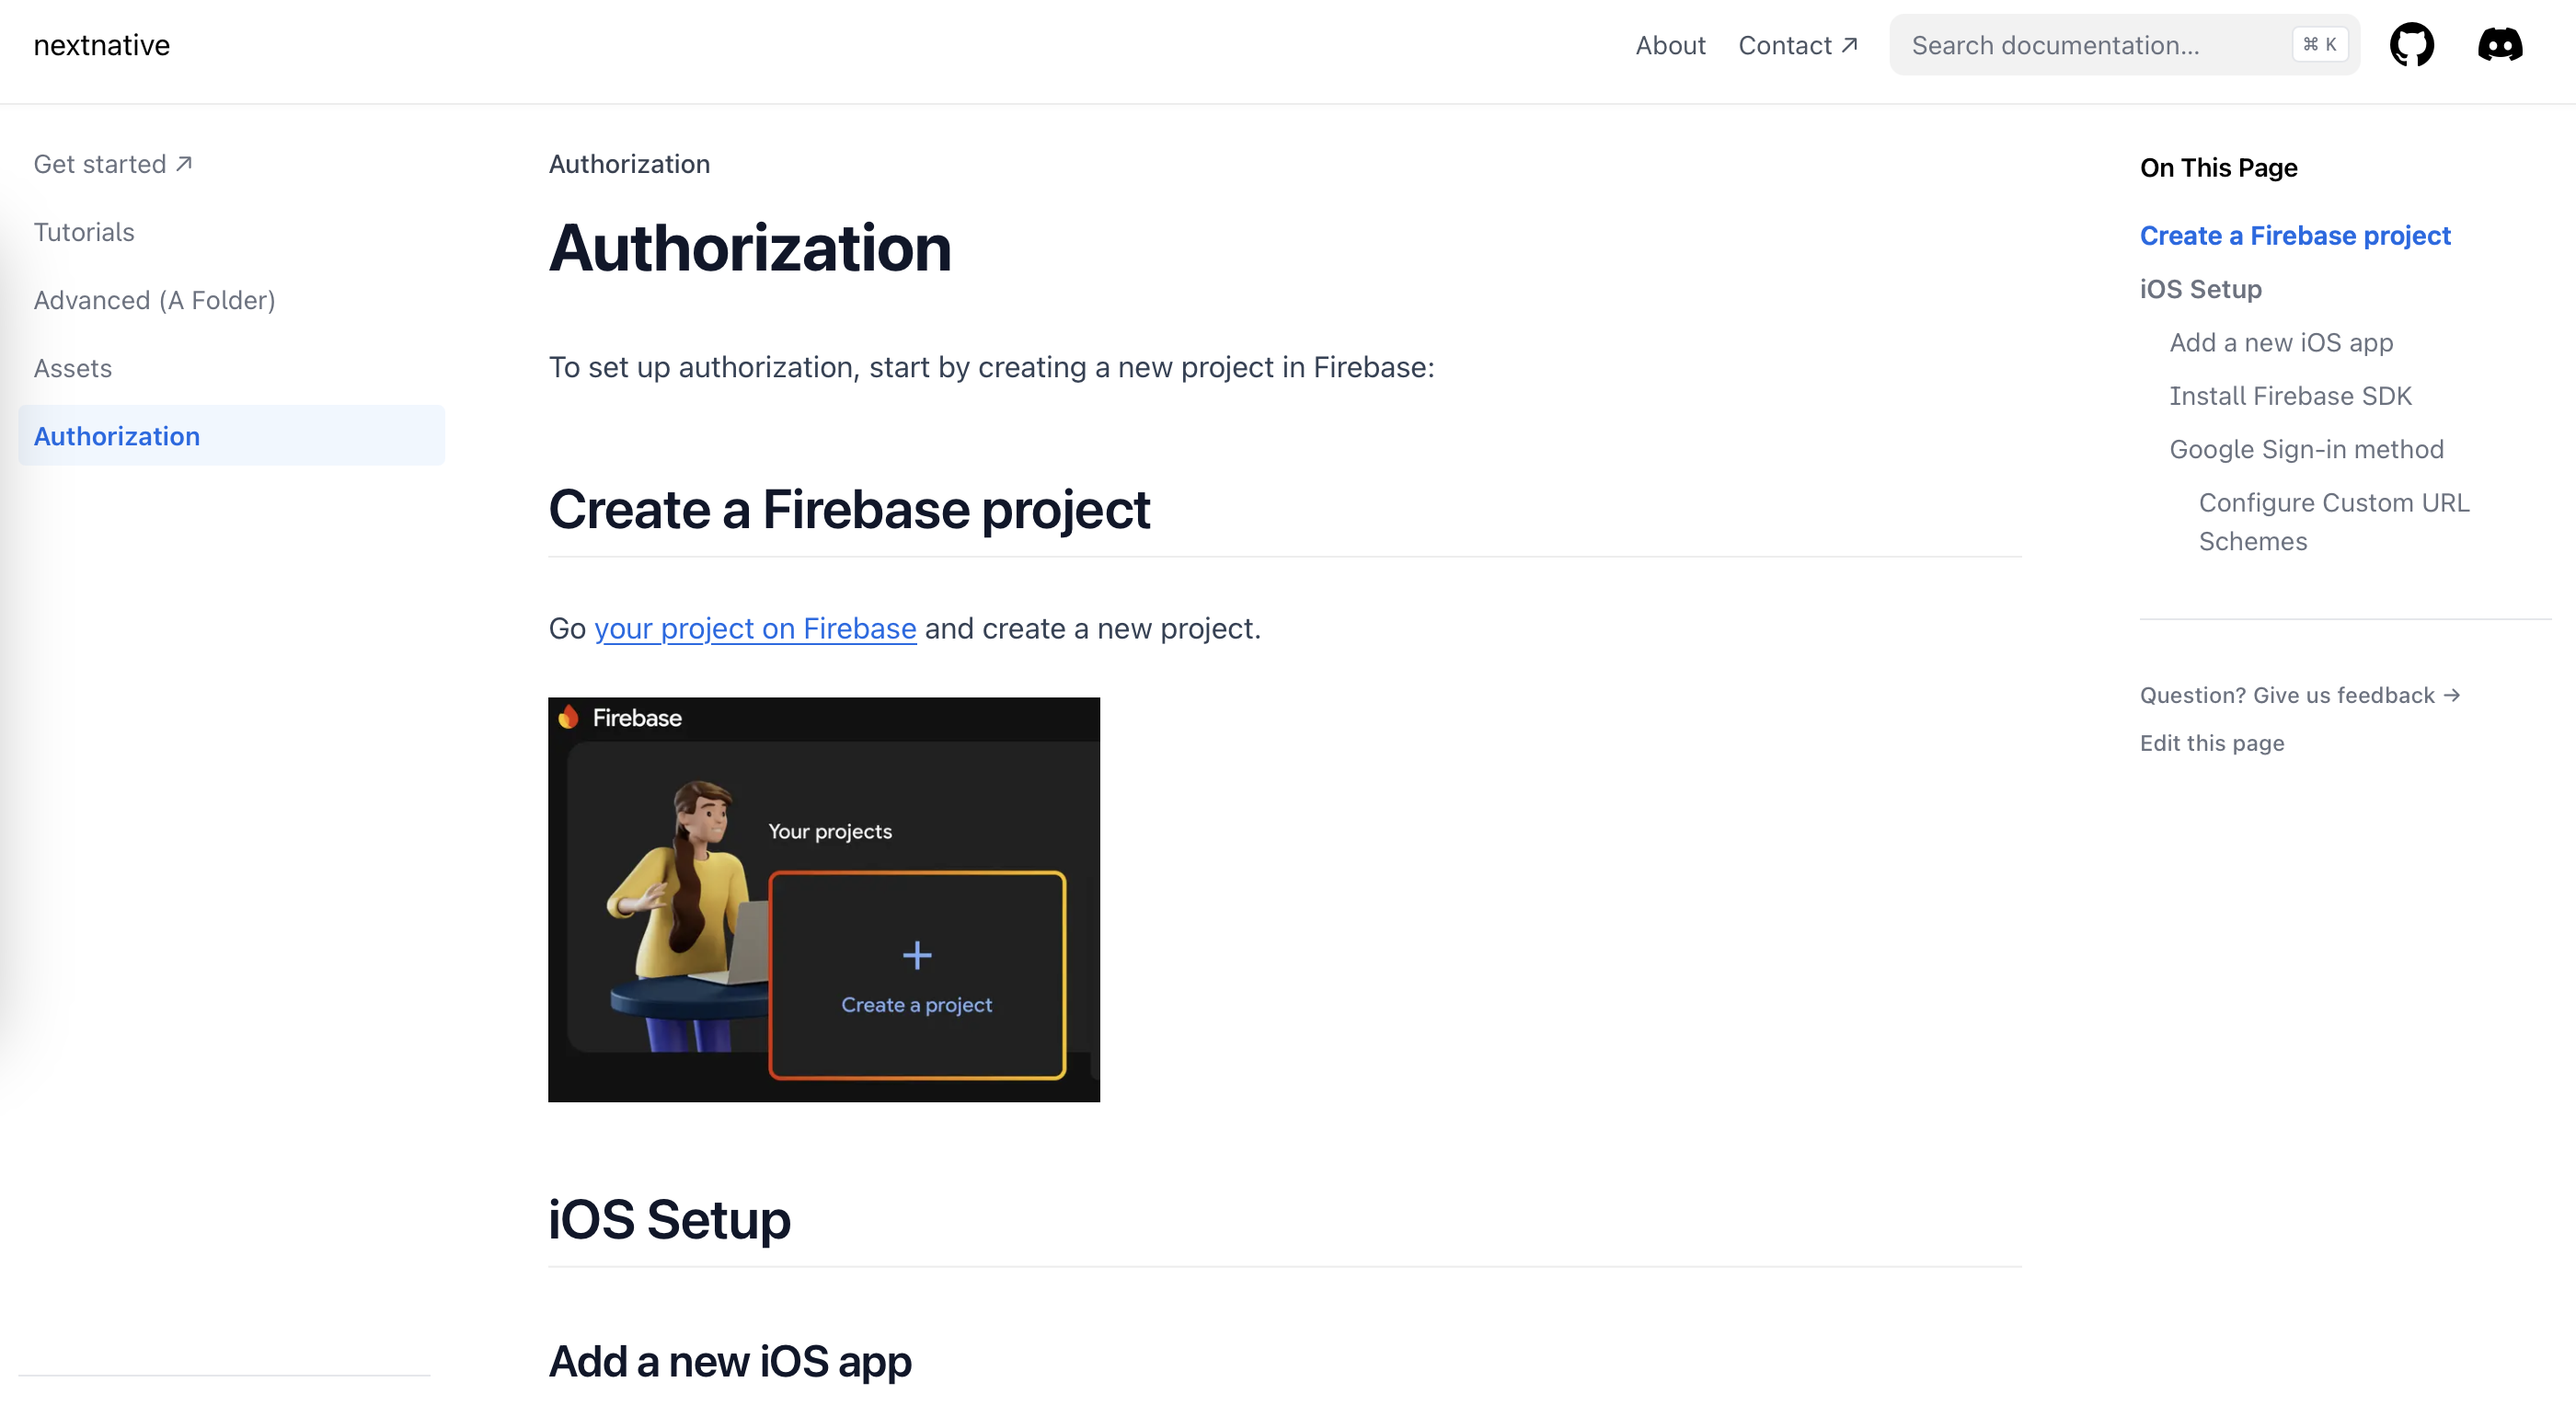 nextnative
About
Contact ↗
Search documentation...
⌘ K
Get started ↗
Tutorials
Advanced (A Folder)
Assets
Authorization
Authorization
Authorization
To set up authorization, start by creating a new project in Firebase:
Create a Firebase project
Go your project on Firebase and create a new project.
Firebase
Your projects
+
Create a project
iOS Setup
Add a new iOS app
On This Page
Create a Firebase project
iOS Setup
Add a new iOS app
Install Firebase SDK
Google Sign-in method
Configure Custom URL
Schemes
Question? Give us feedback →
Edit this page